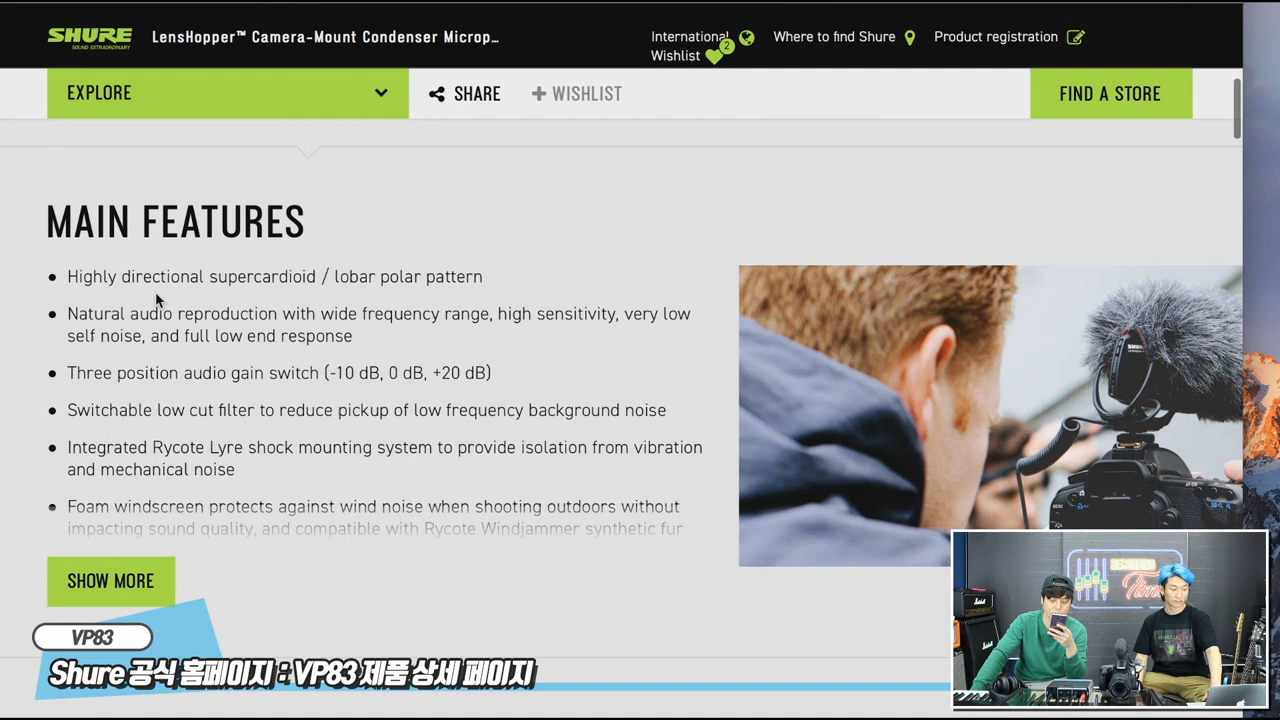 SHURE
SOUND EXTRAORDINARY
LensHopper™ Camera-Mount Condenser Microp...
International
Wishlist
2
Where to find Shure
Product registration
EXPLORE
SHARE
+ WISHLIST
FIND A STORE
MAIN FEATURES
● Highly directional supercardioid / lobar polar pattern
● Natural audio reproduction with wide frequency range, high sensitivity, very low
self noise, and full low end response
● Three position audio gain switch (-10 dB, 0 dB, +20 dB)
● Switchable low cut filter to reduce pickup of low frequency background noise
● Integrated Rycote Lyre shock mounting system to provide isolation from vibration
and mechanical noise
● Foam windscreen protects against wind noise when shooting outdoors without
impacting sound quality, and compatible with Rycote Windjammer synthetic fur
SHOW MORE
SHURE
MENU
Time
Marshall
VP83
Shure 공식 홈페이지 : VP83 제품 상세 페이지